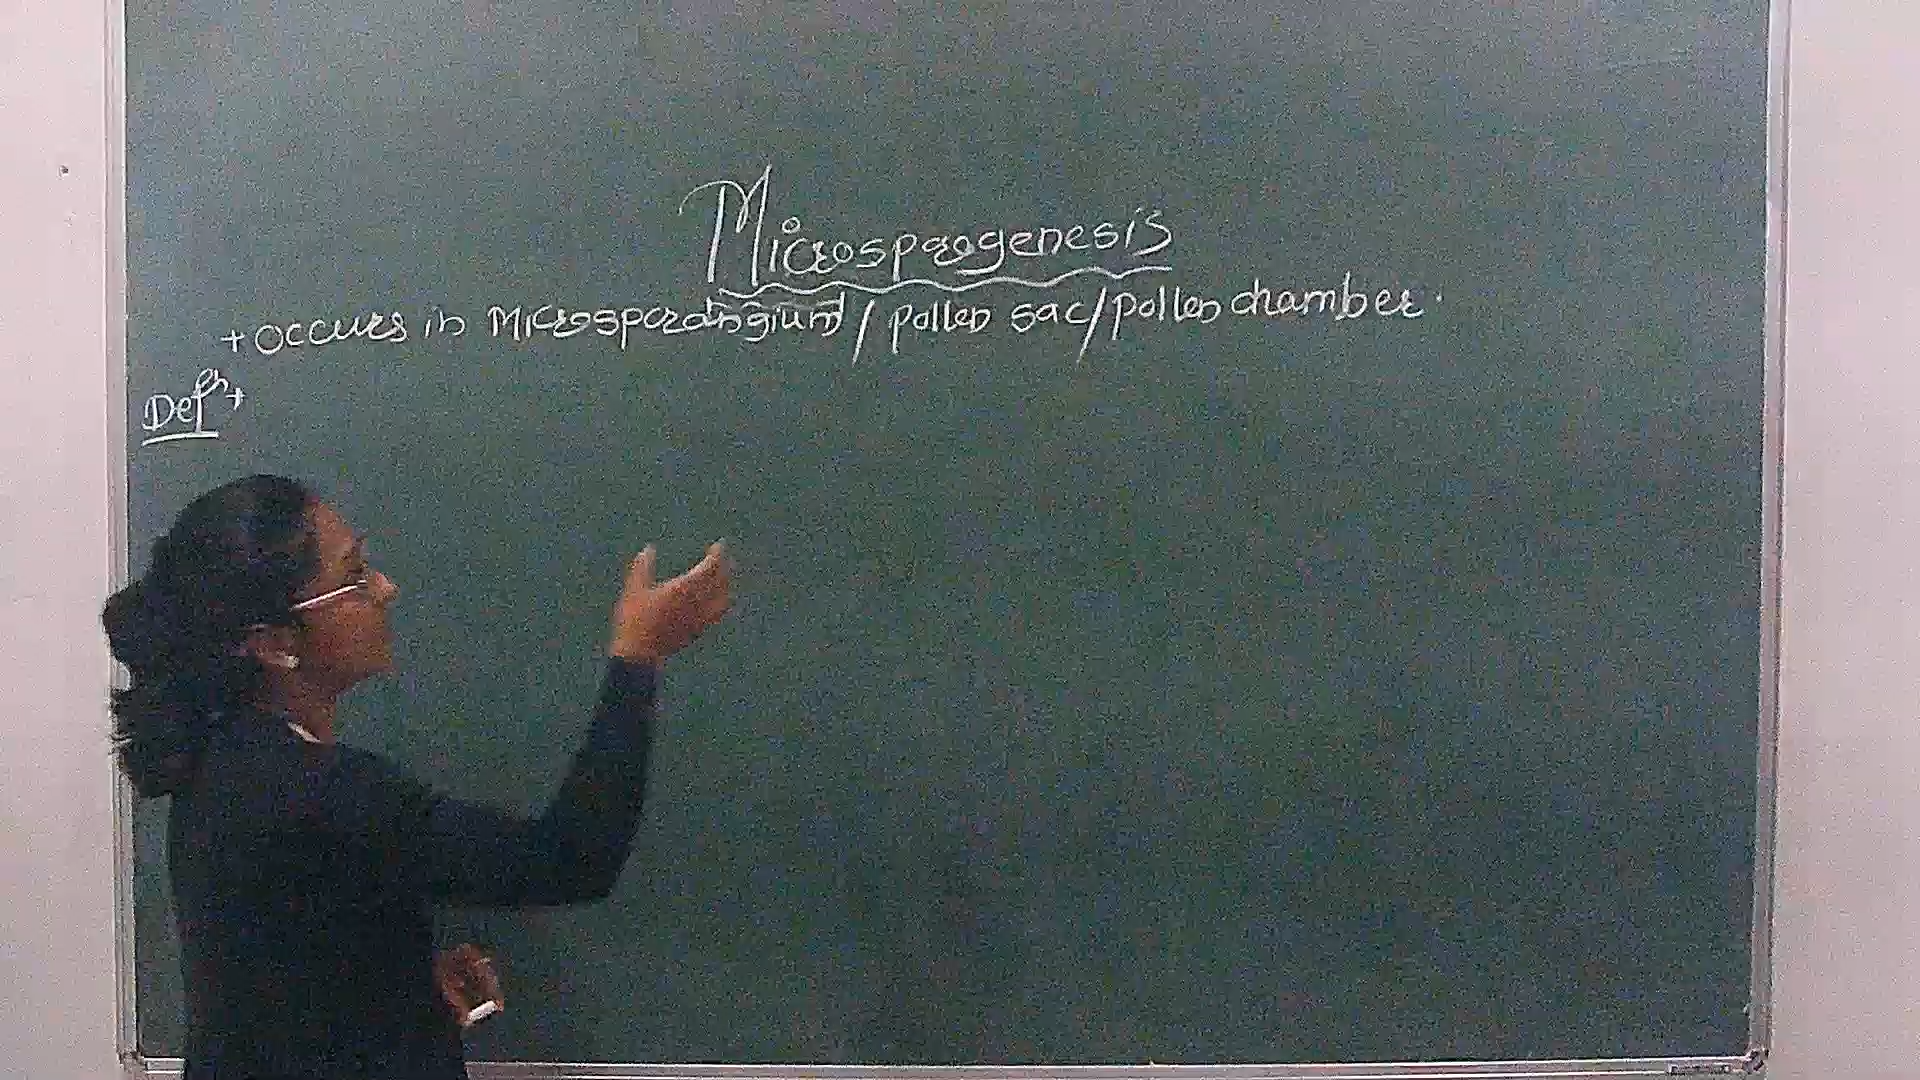 Microsporogenesis
→ occurs in Microsporangium / pollen sac / pollen chamber.
Defn →